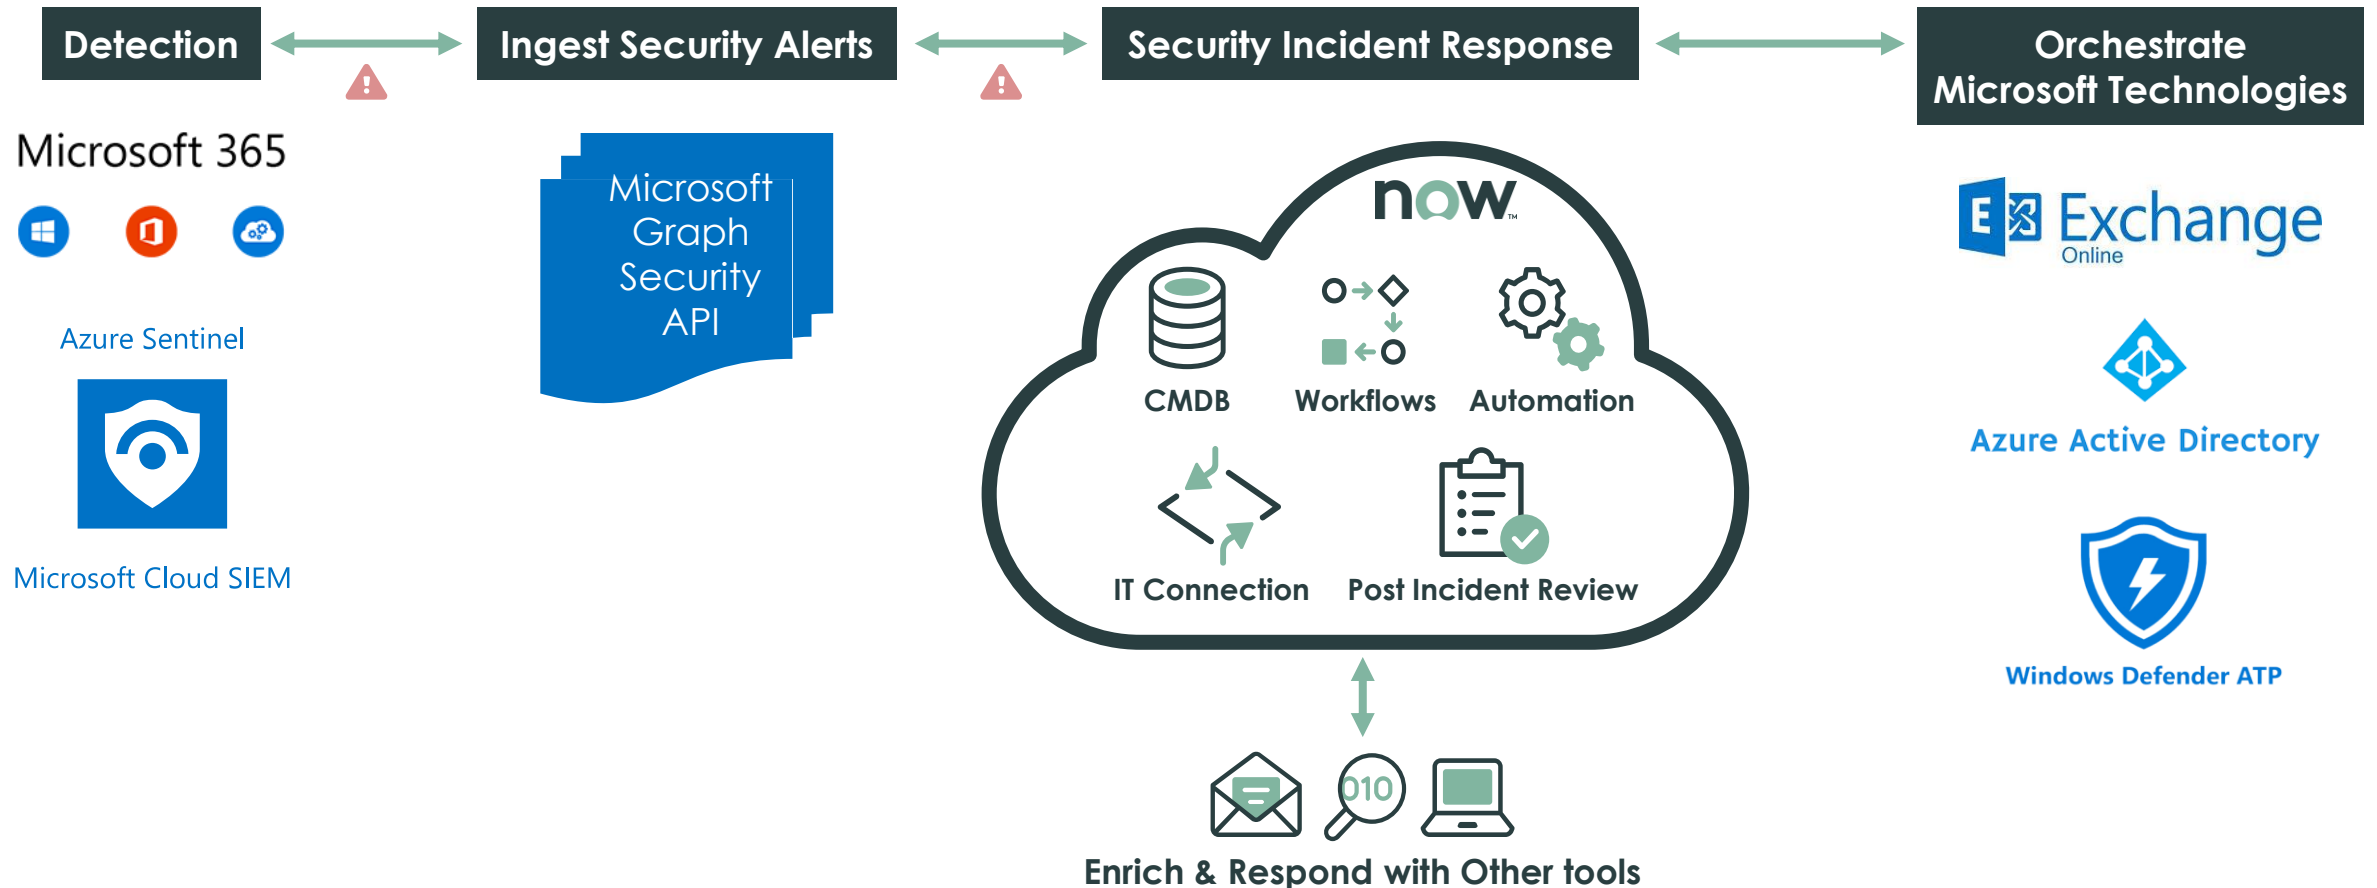 Detection
Ingest Security Alerts
Security Incident Response
Orchestrate
Microsoft Technologies
Microsoft 365
Azure Sentinel
Microsoft Cloud SIEM
Microsoft
Graph
Security
API
now™
CMDB
Workflows
Automation
IT Connection
Post Incident Review
010
Enrich & Respond with Other tools
E
Exchange
Online
Azure Active Directory
Windows Defender ATP